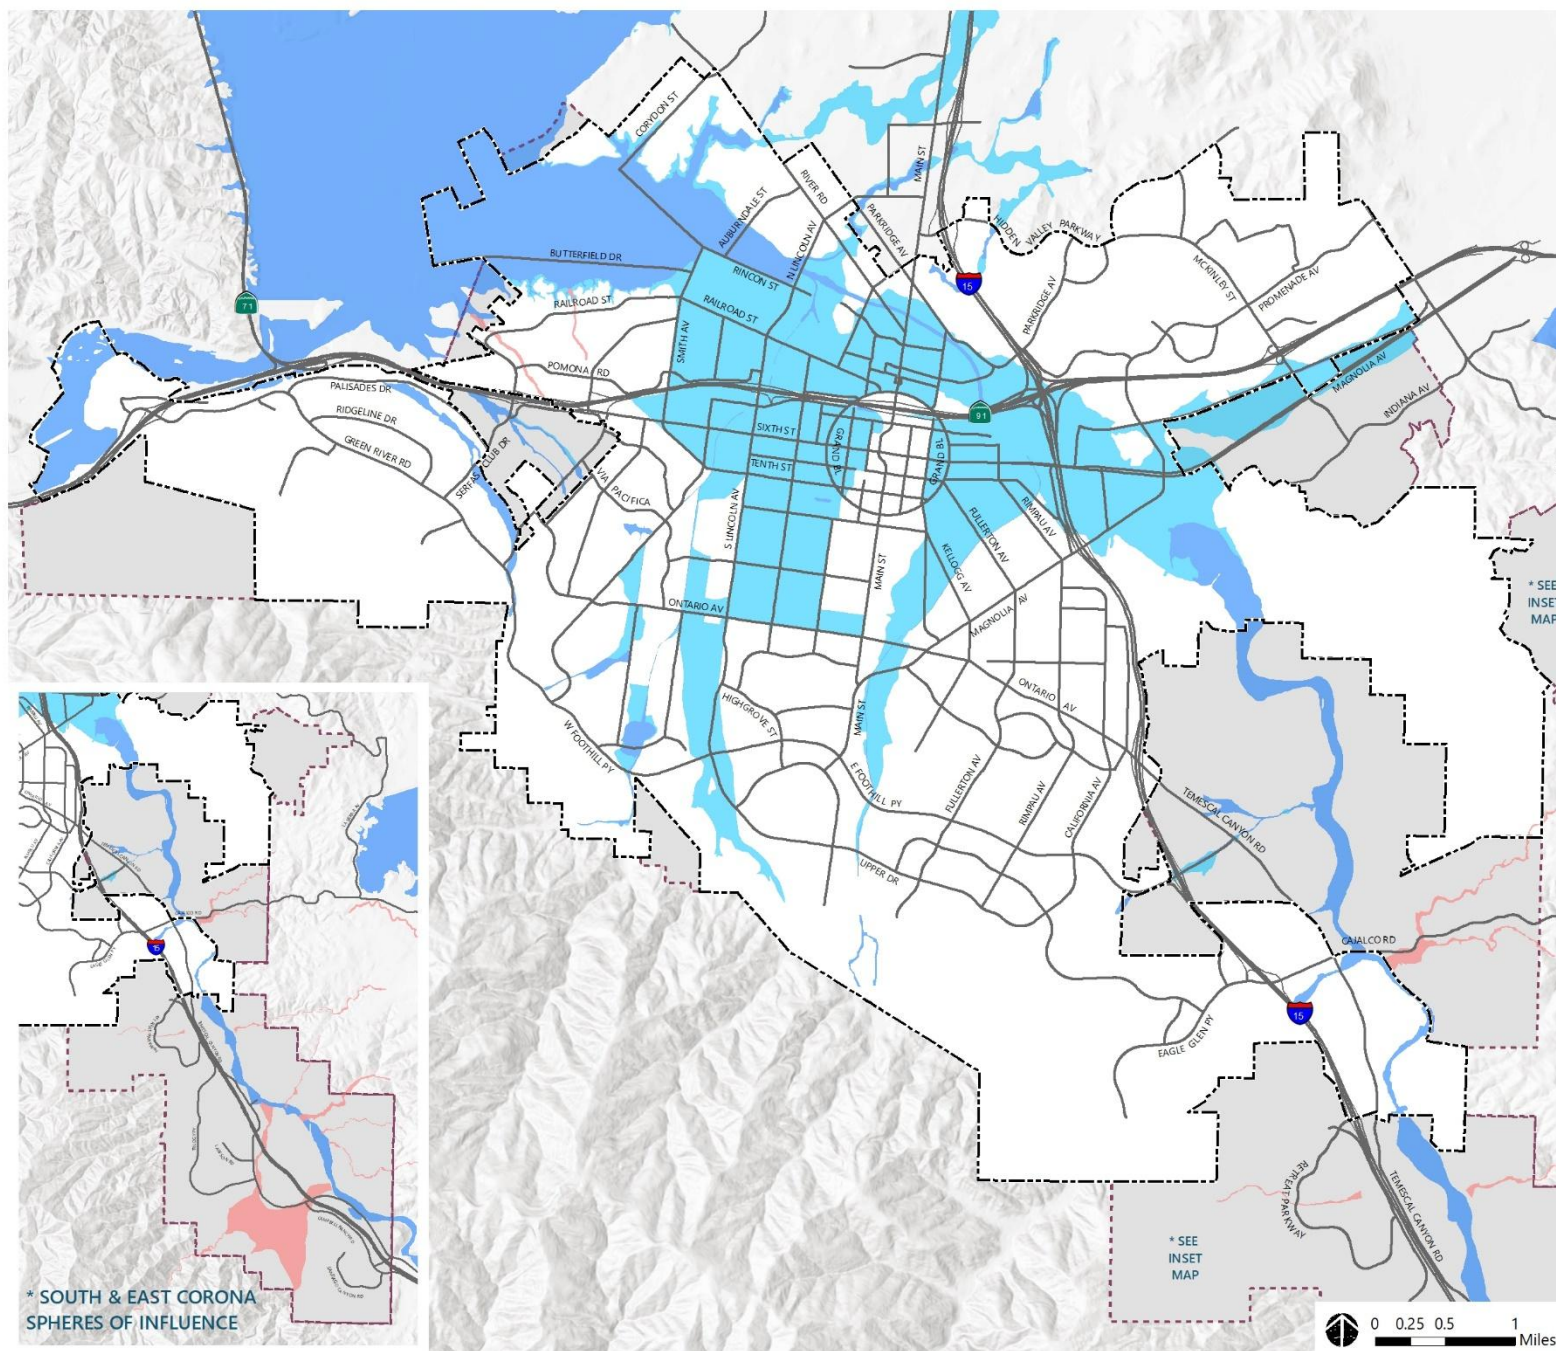 CORYDON ST
MAIN ST
RIVER RD
AUBURNDALE ST
PARKRIDGE AV
HIDDEN
VALLEY
PARKWAY
N LINCOLN AV
BUTTERFIELD DR
RINCON ST
15
MCKINLEY ST
PROMENADE AV
71
RAILROAD ST
RAILROAD ST
PARKRIDGE AV
SMITH AV
POMONA RD
MAGNOLIA AV
PALISADES DR
INDIANA AV
RIDGELINE DR
91
SIXTH ST
GRAND BL
GRAND BL
GREEN RIVER RD
SERFAS CLUB DR
TENTH ST
VIA PACIFICA
S LINCOLN AV
FULLERTON AV
RIMPAU AV
KELLOGG AV
MAIN ST
* SEE
INSET
MAP
ONTARIO AV
MAGNOLIA AV
ONTARIO AV
HIGHGROVE ST
MAIN ST
W FOOTHILL PY
E FOOTHILL PY
FULLERTON AV
RIMPAU AV
CALIFORNIA AV
TEMESCAL CANYON RD
UPPER DR
CAJALCO RD
15
15
EAGLE GLEN PY
RETREAT PARKWAY
TEMESCAL CANYON RD
* SEE
INSET
MAP
* SOUTH & EAST CORONA
SPHERES OF INFLUENCE
0 0.25 0.5 1
Miles